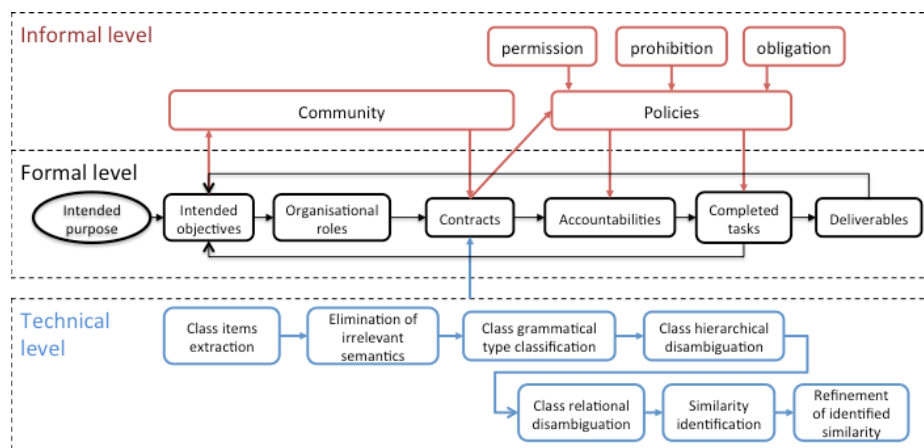 Informal level
permission
prohibition
obligation
Community
Policies
Formal level
Intended
purpose
Intended
objectives
Organisational
roles
Contracts
Accountabilities
Completed
tasks
Deliverables
Technical
level
Class items
extraction
Elimination of
irrelevant
semantics
Class grammatical
type classification
Class hierarchical
disambiguation
Class relational
disambiguation
Similarity
identification
Refinement
of identified
similarity